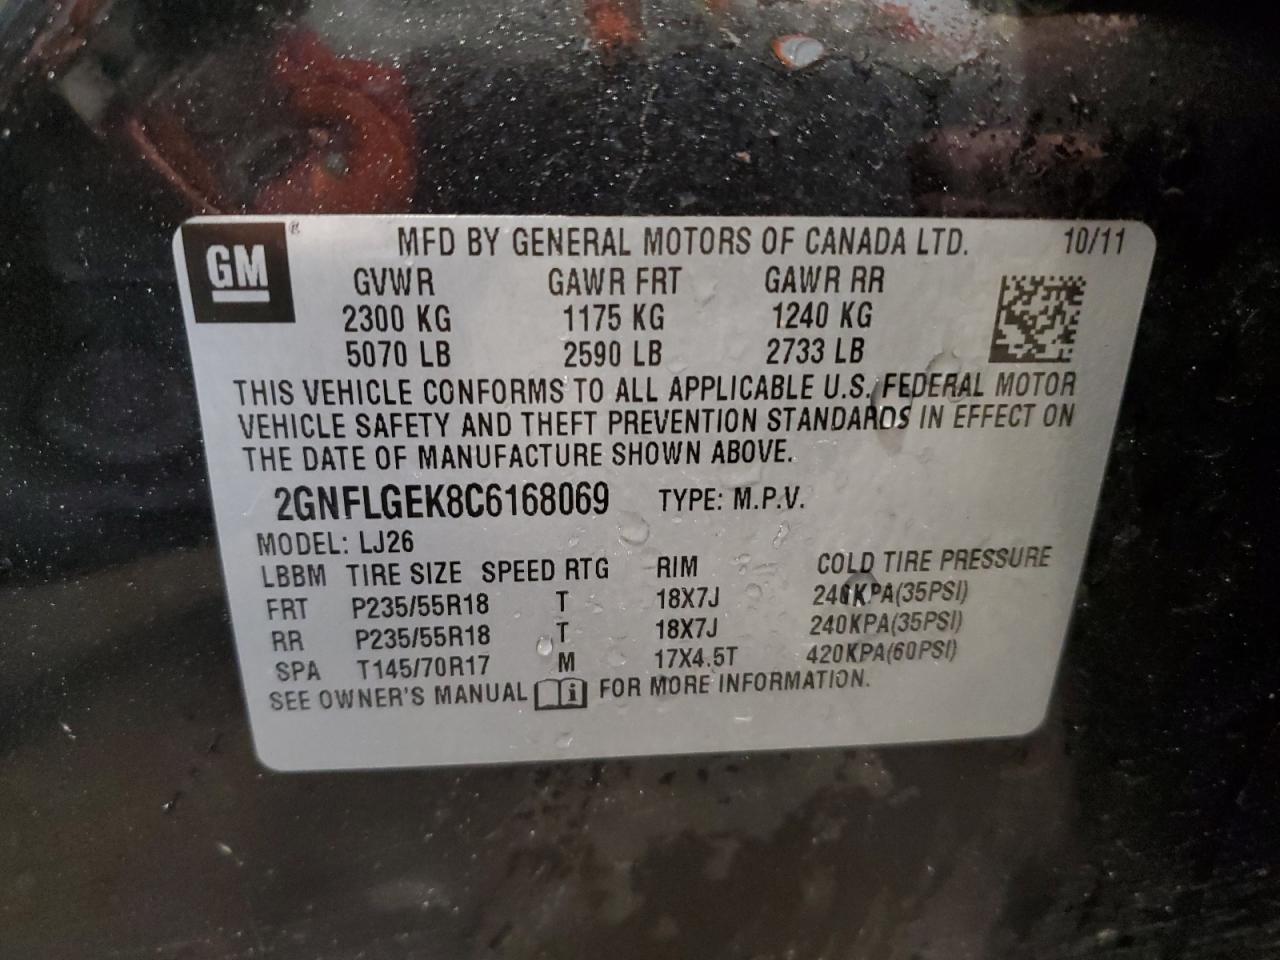 GM ® MFD BY GENERAL MOTORS OF CANADA LTD. 10/11
GVWR GAWR FRT GAWR RR
2300 KG 1175 KG 1240 KG
5070 LB 2590 LB 2733 LB
THIS VEHICLE CONFORMS TO ALL APPLICABLE U.S. FEDERAL MOTOR
VEHICLE SAFETY AND THEFT PREVENTION STANDARDS IN EFFECT ON
THE DATE OF MANUFACTURE SHOWN ABOVE.
2GNFLGEK8C6168069 TYPE: M.P.V.
MODEL: LJ26
LBBM TIRE SIZE SPEED RTG RIM COLD TIRE PRESSURE
FRT P235/55R18 T 18X7J 240KPA(35PSI)
RR P235/55R18 T 18X7J 240KPA(35PSI)
SPA T145/70R17 M 17X4.5T 420KPA(60PSI)
SEE OWNER'S MANUAL i FOR MORE INFORMATION.